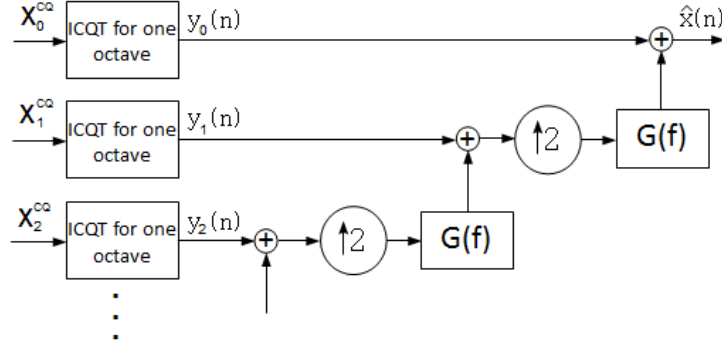 X₀^CQ
ICQT for one
octave
y₀(n)
x̂(n)
X₁^CQ
ICQT for one
octave
y₁(n)
↑2
G(f)
X₂^CQ
ICQT for one
octave
y₂(n)
↑2
G(f)